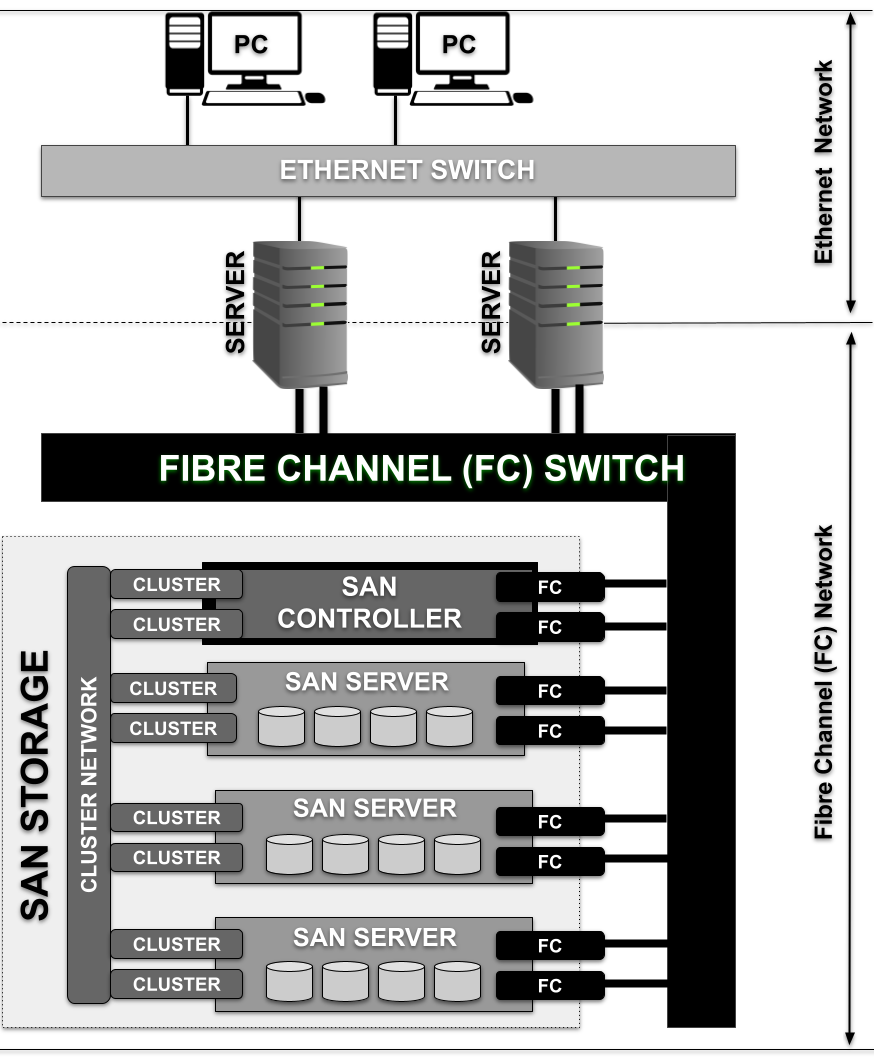 PC
PC
ETHERNET SWITCH
Ethernet Network
SERVER
SERVER
FIBRE CHANNEL (FC) SWITCH
Fibre Channel (FC) Network
SAN STORAGE
CLUSTER NETWORK
CLUSTER
CLUSTER
SAN
CONTROLLER
FC
FC
CLUSTER
CLUSTER
SAN SERVER
FC
FC
CLUSTER
CLUSTER
SAN SERVER
FC
FC
CLUSTER
CLUSTER
SAN SERVER
FC
FC